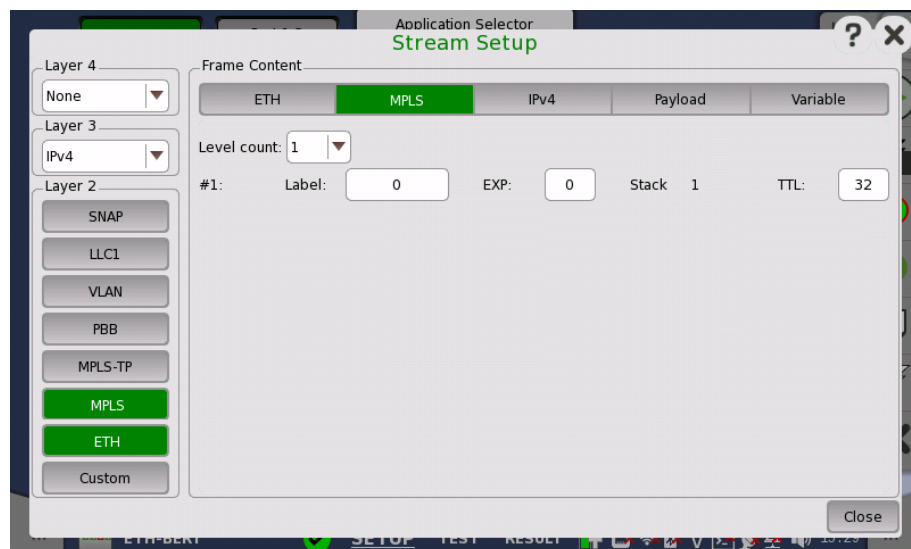 Application Selector
Stream Setup
?
Layer 4
None
Layer 3
IPv4
Layer 2
SNAP
LLC1
VLAN
PBB
MPLS-TP
MPLS
ETH
Custom
Frame Content
ETH MPLS IPv4 Payload Variable
Level count: 1
#1: Label: 0 EXP: 0 Stack 1 TTL: 32
Close
ETH-BERT SETUP TEST RESULT 15:29